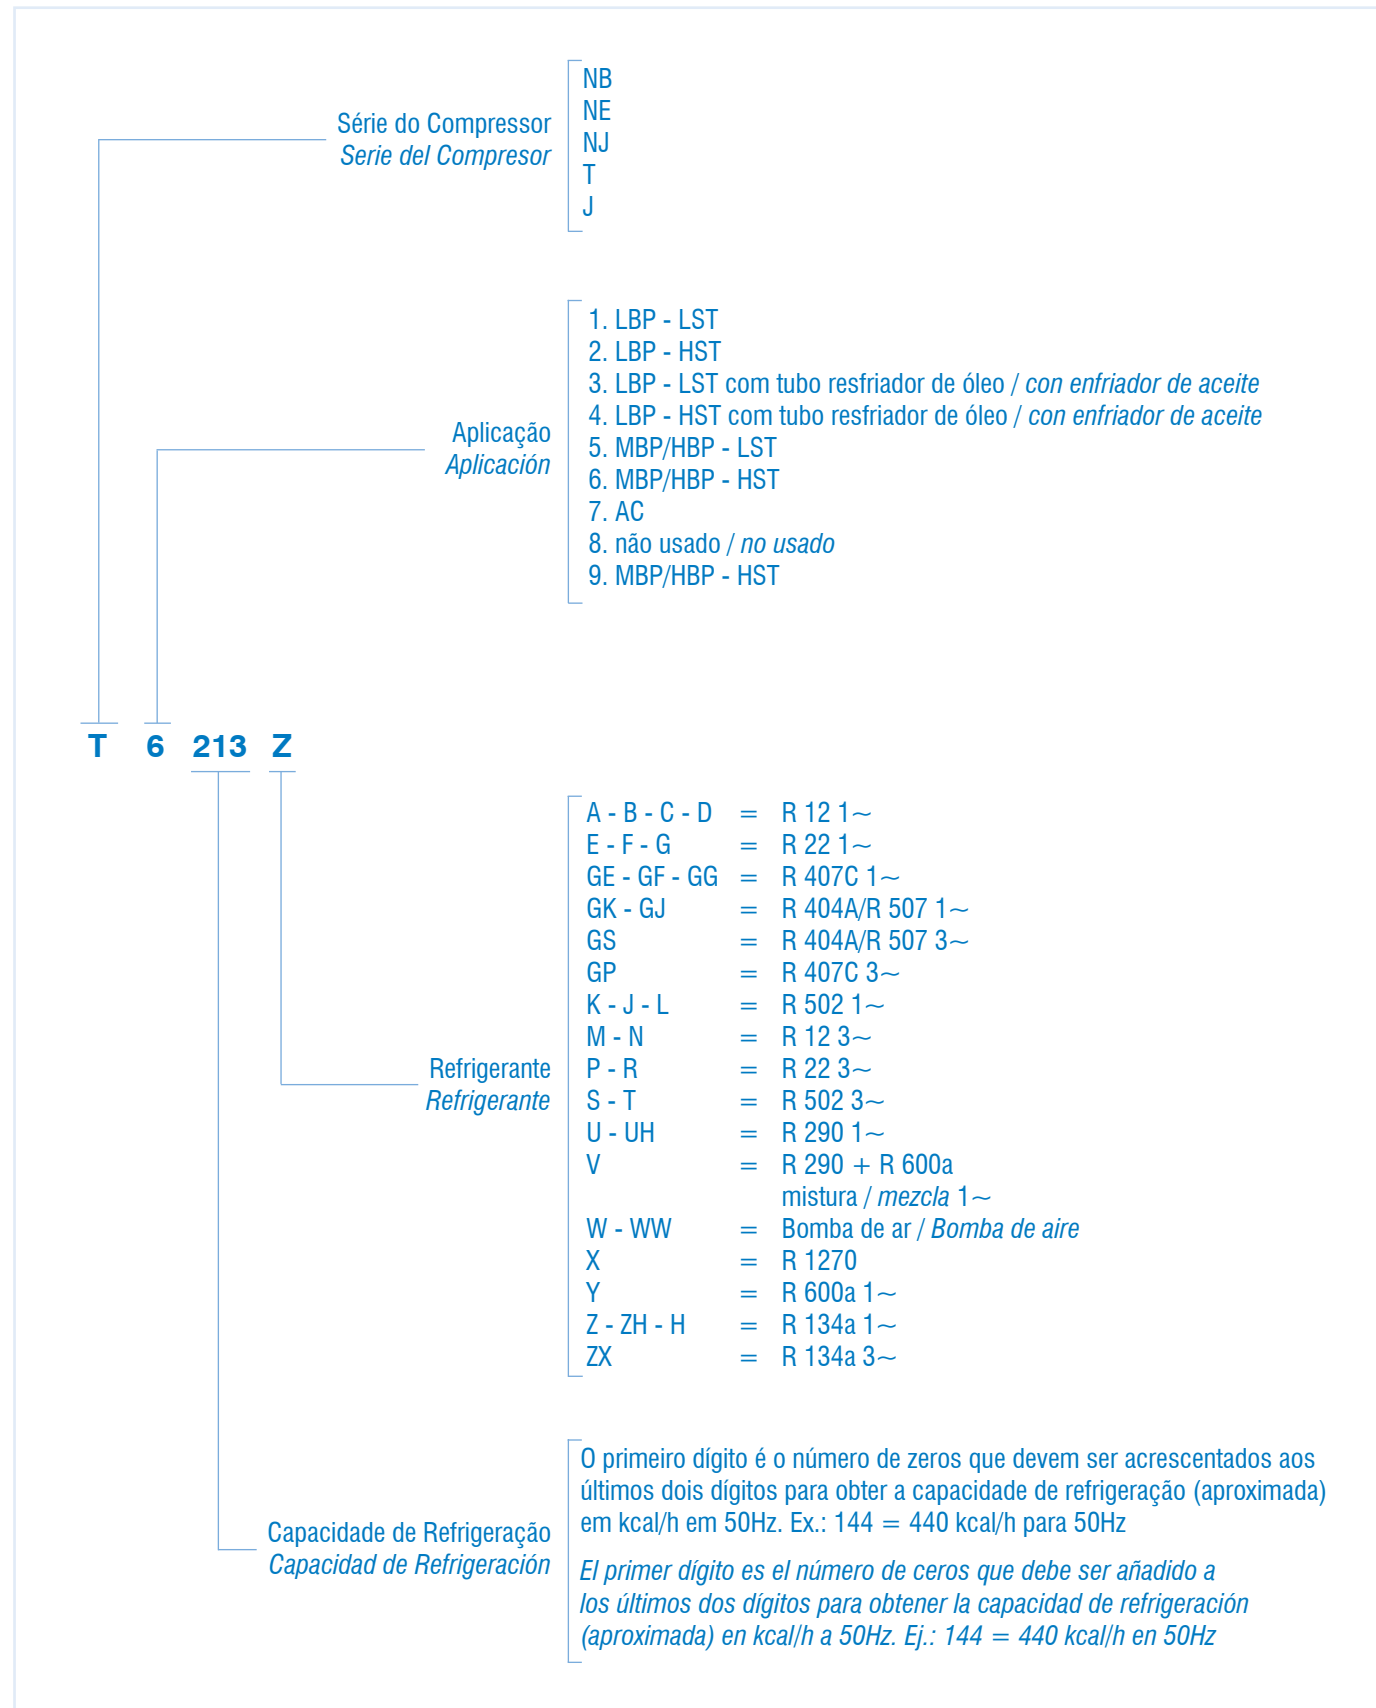 NB
NE
Série do Compressor
Serie del Compresor
NJ
T
J
1. LBP - LST
2. LBP - HST
3. LBP - LST com tubo resfriador de óleo / con enfriador de aceite
4. LBP - HST com tubo resfriador de óleo / con enfriador de aceite
Aplicação
Aplicación
5. MBP/HBP - LST
6. MBP/HBP - HST
7. AC
8. não usado / no usado
9. MBP/HBP - HST
T 6 213 Z
A - B - C - D = R 12 1~
E - F - G = R 22 1~
GE - GF - GG = R 407C 1~
GK - GJ = R 404A/R 507 1~
GS = R 404A/R 507 3~
GP = R 407C 3~
K - J - L = R 502 1~
M - N = R 12 3~
Refrigerante
Refrigerante
P - R = R 22 3~
S - T = R 502 3~
U - UH = R 290 1~
V = R 290 + R 600a
mistura / mezcla 1~
W - WW = Bomba de ar / Bomba de aire
X = R 1270
Y = R 600a 1~
Z - ZH - H = R 134a 1~
ZX = R 134a 3~
Capacidade de Refrigeração
Capacidad de Refrigeración
O primeiro dígito é o número de zeros que devem ser acrescentados aos
últimos dois dígitos para obter a capacidade de refrigeração (aproximada)
em kcal/h em 50Hz. Ex.: 144 = 440 kcal/h para 50Hz
El primer dígito es el número de ceros que debe ser añadido a
los últimos dos dígitos para obtener la capacidad de refrigeración
(aproximada) en kcal/h a 50Hz. Ej.: 144 = 440 kcal/h en 50Hz